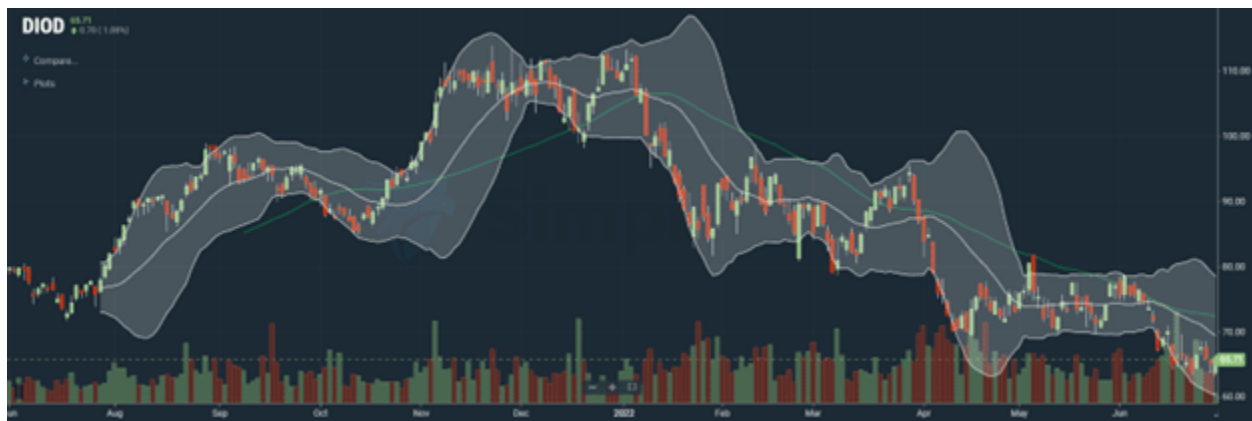 DIOD
65.71
0.70 (1.08%)
Compare...
Plots
110.00
100.00
90.00
80.00
70.00
65.71
60.00
Aug Sep Oct Nov Dec 2022 Feb Mar Apr May Jun